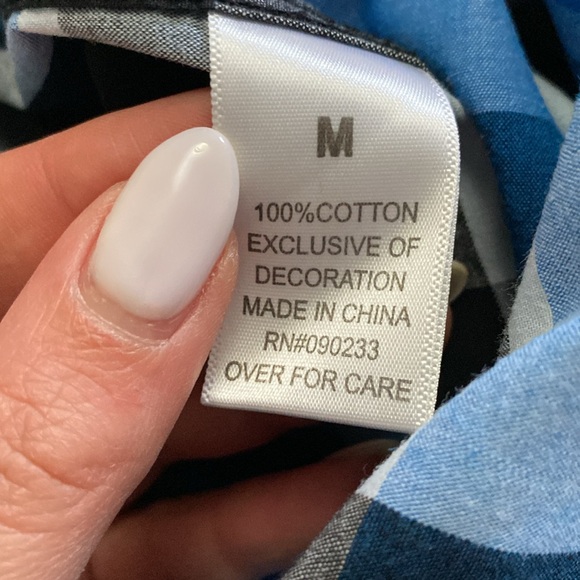 M
100%COTTON
EXCLUSIVE OF
DECORATION
MADE IN CHINA
RN#090233
OVER FOR CARE